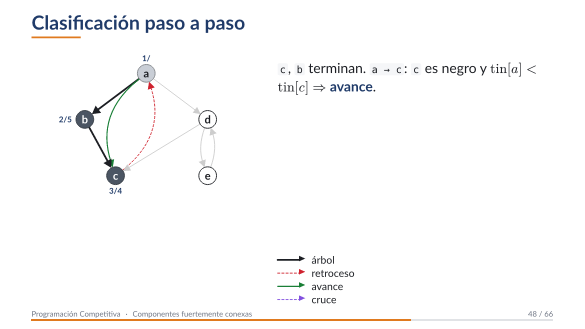 Clasificación paso a paso
1/
a
2/5
b
d
c
3/4
e
c, b terminan. a → c: c es negro y tin[a] <
tin[c] ⇒ avance.
árbol
retroceso
avance
cruce
Programación Competitiva · Componentes fuertemente conexas
48 / 66